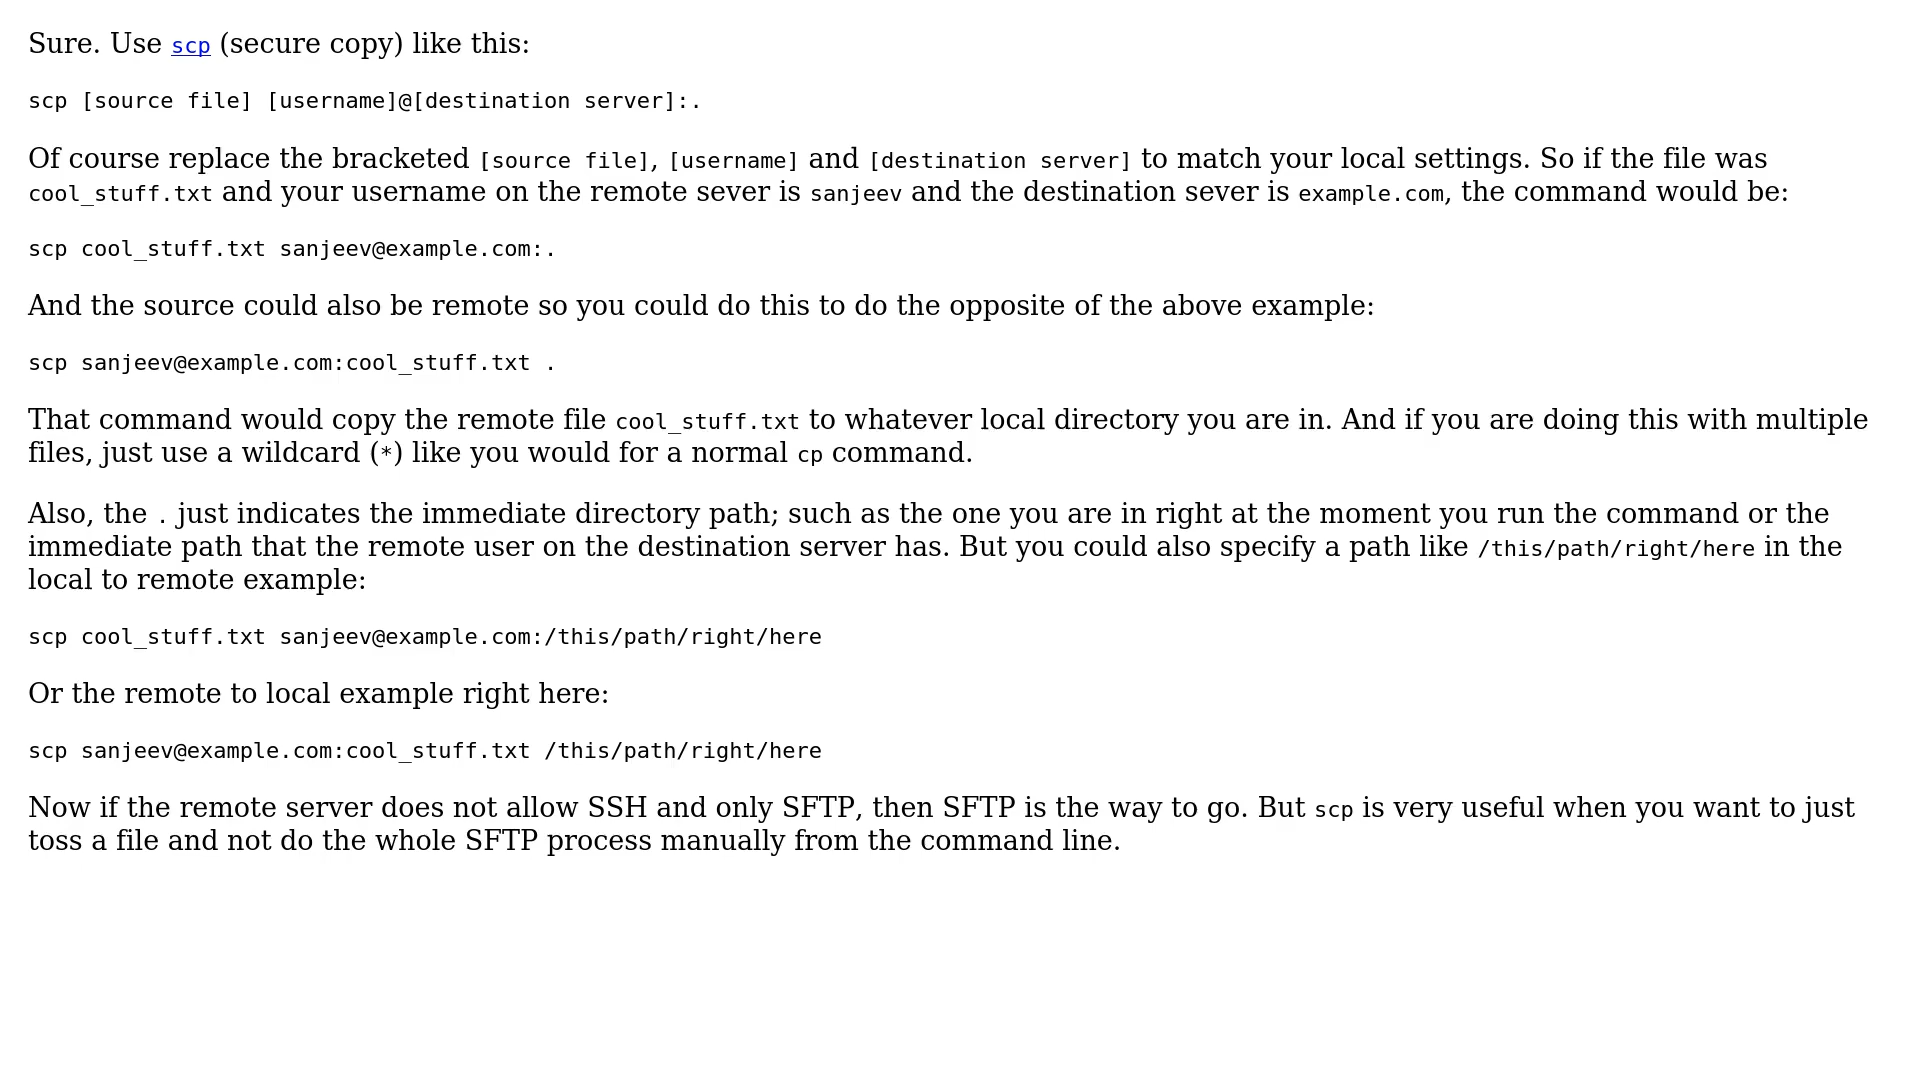 Sure. Use scp (secure copy) like this:
scp [source file] [username]@[destination server]:.
Of course replace the bracketed [source file], [username] and [destination server] to match your local settings. So if the file was
cool_stuff.txt and your username on the remote sever is sanjeev and the destination sever is example.com, the command would be:
scp cool_stuff.txt sanjeev@example.com:.
And the source could also be remote so you could do this to do the opposite of the above example:
scp sanjeev@example.com:cool_stuff.txt .
That command would copy the remote file cool_stuff.txt to whatever local directory you are in. And if you are doing this with multiple
files, just use a wildcard (*) like you would for a normal cp command.
Also, the . just indicates the immediate directory path; such as the one you are in right at the moment you run the command or the
immediate path that the remote user on the destination server has. But you could also specify a path like /this/path/right/here in the
local to remote example:
scp cool_stuff.txt sanjeev@example.com:/this/path/right/here
Or the remote to local example right here:
scp sanjeev@example.com:cool_stuff.txt /this/path/right/here
Now if the remote server does not allow SSH and only SFTP, then SFTP is the way to go. But scp is very useful when you want to just
toss a file and not do the whole SFTP process manually from the command line.